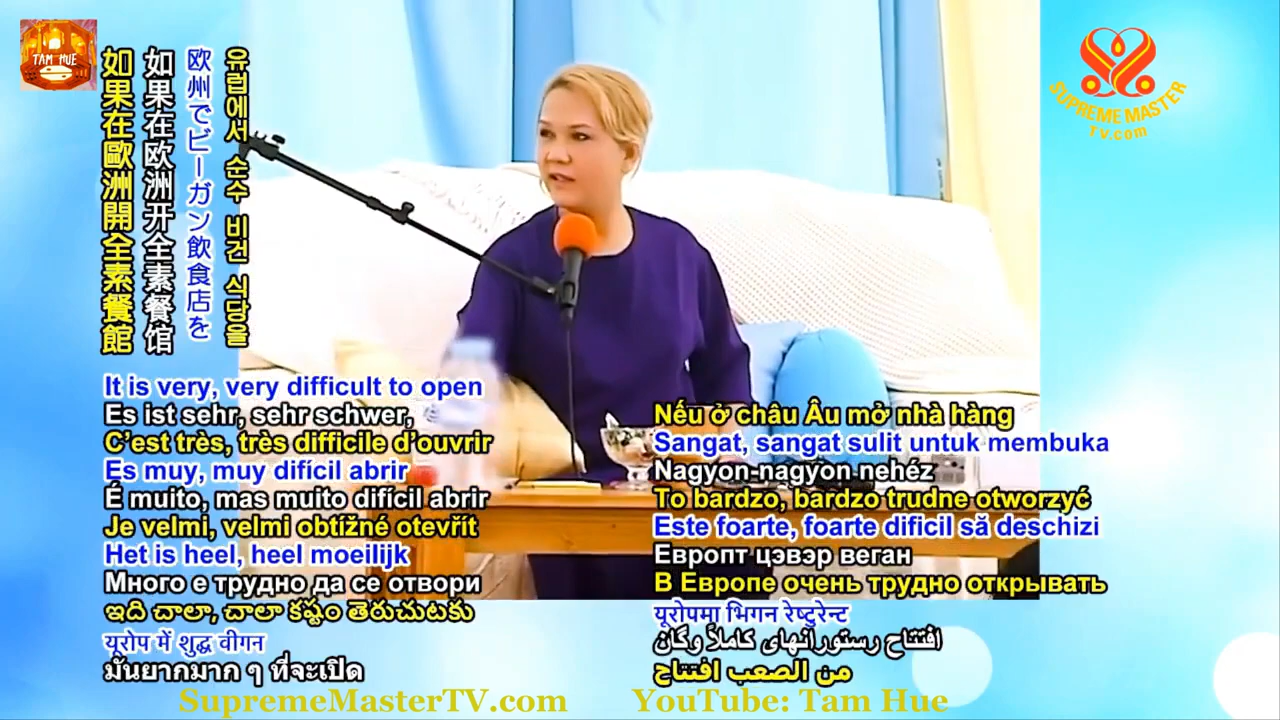 TAM HUE
SUPREME MASTER
TV.com
如果在歐洲開全素餐館
如果在欧洲开全素餐馆
欧州でビーガン飲食店を
유럽에서 순수 비건 식당을
It is very, very difficult to open
Es ist sehr, sehr schwer,
C'est très, très difficile d'ouvrir
Es muy, muy difícil abrir
É muito, mas muito difícil abrir
Je velmi, velmi obtížné otevřít
Het is heel, heel moeilijk
Много е трудно да се отвори
ఇది చాలా, చాలా కష్టం తెరుచుటకు
यूरोप में शुद्ध वीगन
มันยากมาก ๆ ที่จะเปิด
Nếu ở châu Âu mở nhà hàng
Sangat, sangat sulit untuk membuka
Nagyon-nagyon nehéz
To bardzo, bardzo trudne otworzyć
Este foarte, foarte dificil să deschizi
Европт цэвэр веган
В Европе очень трудно открывать
यूरोपमा भिगन रेष्टुरेन्ट
افتتاح رستورانهای کاملاً وگان
من الصعب افتتاح
SupremeMasterTV.com
YouTube: Tam Hue